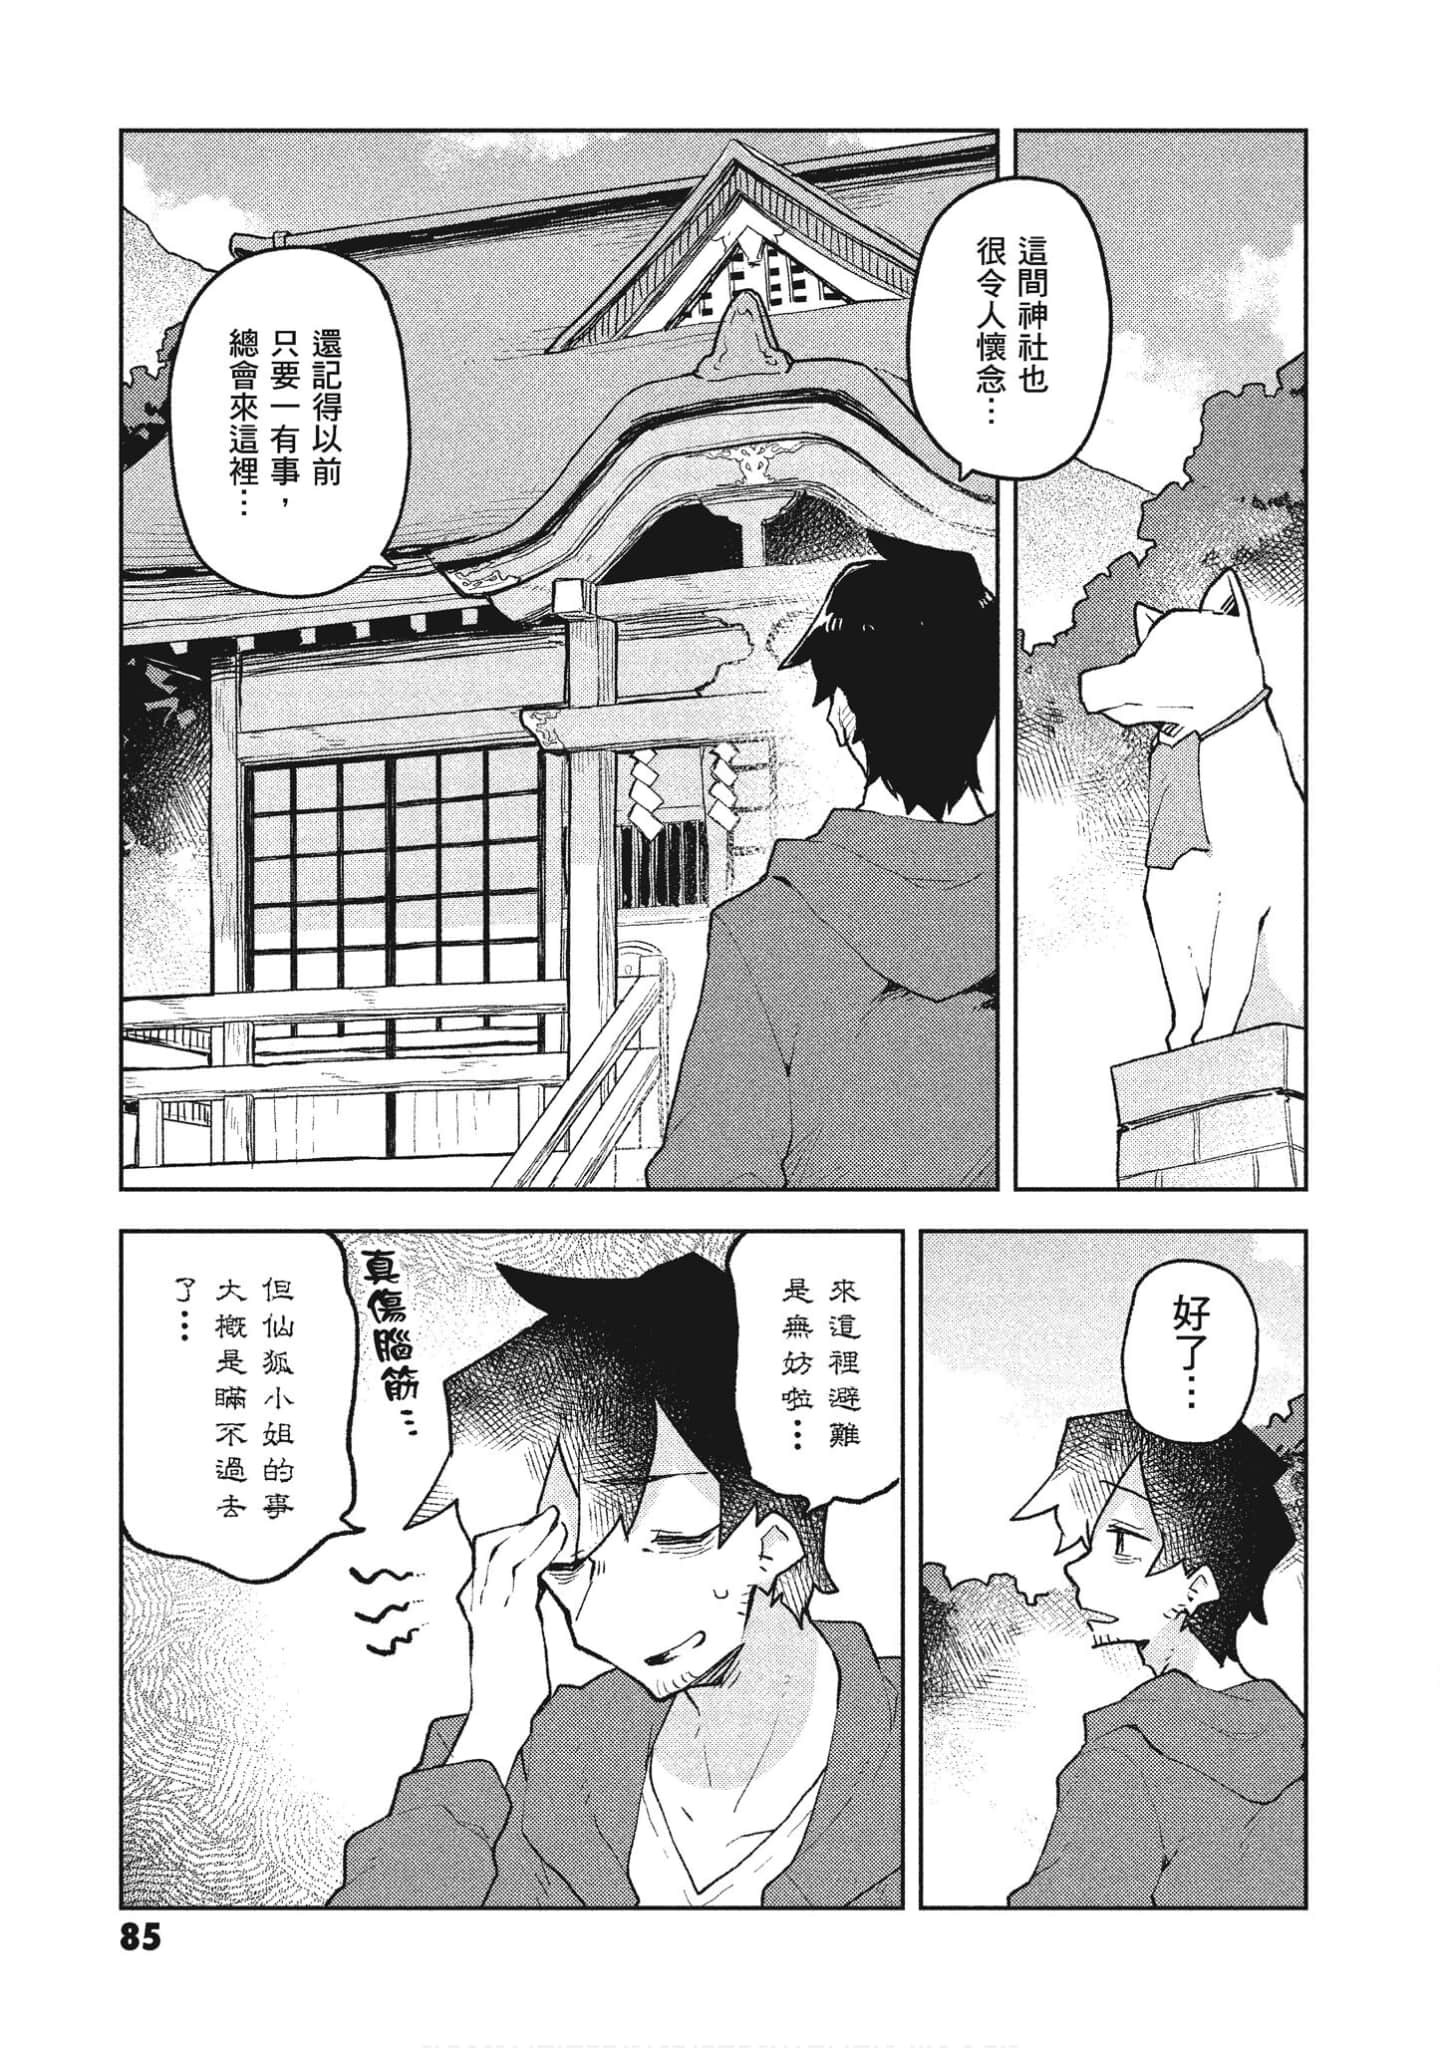 這間神社也
很令人懷念⋯
還記得以前
只要一有事，
總會來這裡⋯
好了⋯
來這裡避難
是無妨啦⋯
真傷腦筋⋯
但仙狐小姐的事
大概是瞞不過去
了⋯
85